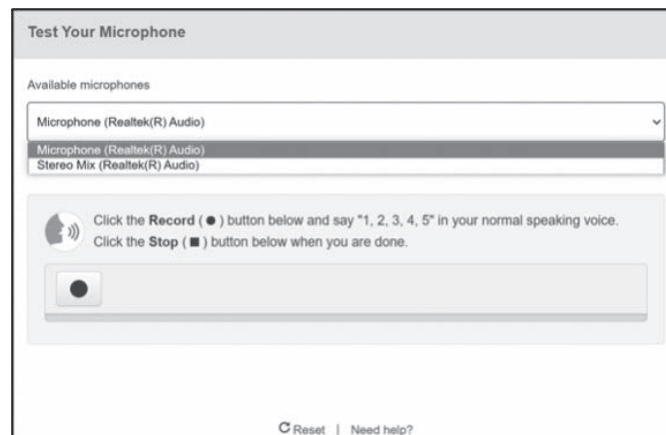 Test Your Microphone
Available microphones
Microphone (Realtek(R) Audio)
Microphone (Realtek(R) Audio)
Stereo Mix (Realtek(R) Audio)
Click the Record ( ● ) button below and say "1, 2, 3, 4, 5" in your normal speaking voice.
Click the Stop ( ■ ) button below when you are done.
Reset | Need help?